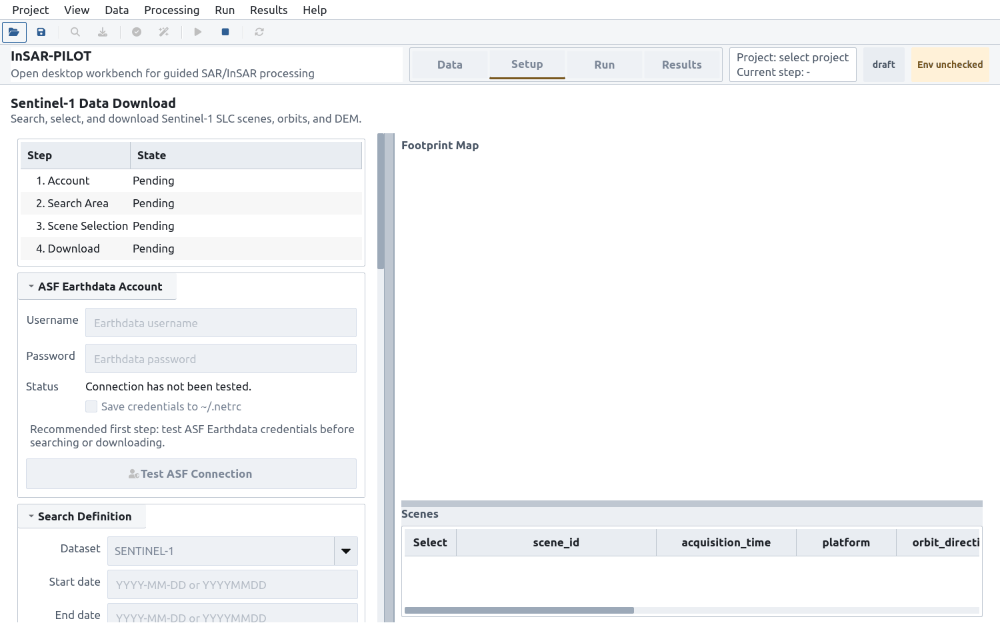 Project View Data Processing Run Results Help
InSAR-PILOT
Open desktop workbench for guided SAR/InSAR processing
Data Setup Run Results
Project: select project
Current step: -
draft
Env unchecked
Sentinel-1 Data Download
Search, select, and download Sentinel-1 SLC scenes, orbits, and DEM.
Step State
1. Account Pending
2. Search Area Pending
3. Scene Selection Pending
4. Download Pending
ASF Earthdata Account
Username Earthdata username
Password Earthdata password
Status Connection has not been tested.
Save credentials to ~/.netrc
Recommended first step: test ASF Earthdata credentials before
searching or downloading.
Test ASF Connection
Search Definition
Dataset SENTINEL-1
Start date YYYY-MM-DD or YYYYMMDD
End date YYYY-MM-DD or YYYYMMDD
Footprint Map
Scenes
Select scene_id acquisition_time platform orbit_directi